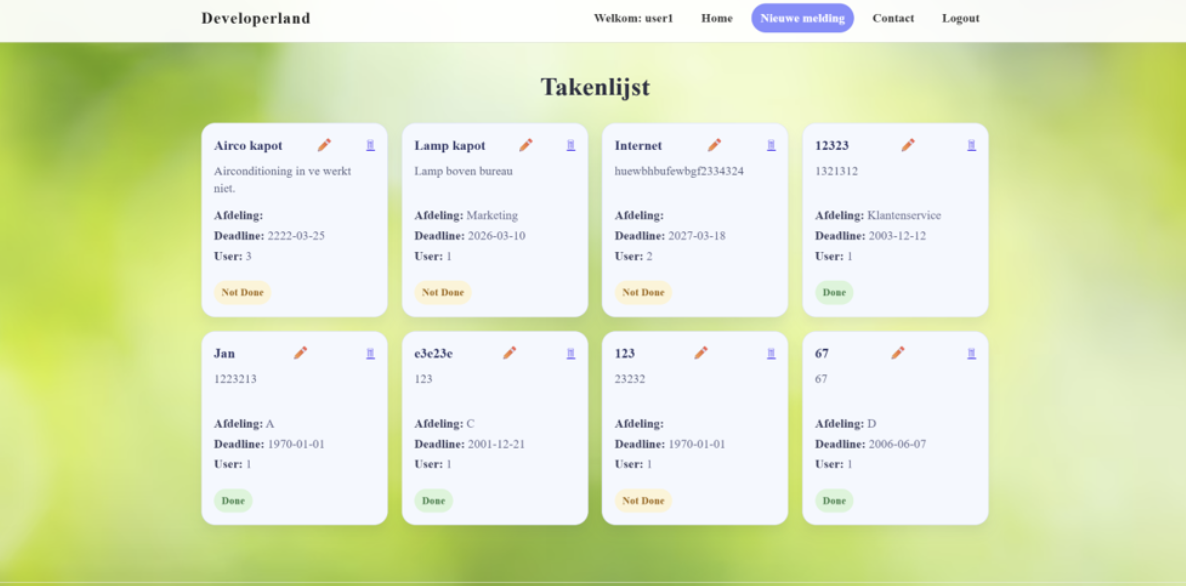 Developerland
Welkom: user1 Home Nieuwe melding Contact Logout
Takenlijst
Airco kapot
Airconditioning in ve werkt
niet.
Afdeling:
Deadline: 2222-03-25
User: 3
Not Done
Lamp kapot
Lamp boven bureau
Afdeling: Marketing
Deadline: 2026-03-10
User: 1
Not Done
Internet
huewbhbufewbgf2334324
Afdeling:
Deadline: 2027-03-18
User: 2
Not Done
12323
1321312
Afdeling: Klantenservice
Deadline: 2003-12-12
User: 1
Done
Jan
1223213
Afdeling: A
Deadline: 1970-01-01
User: 1
Done
e3e23e
123
Afdeling: C
Deadline: 2001-12-21
User: 1
Done
123
23232
Afdeling:
Deadline: 1970-01-01
User: 1
Not Done
67
67
Afdeling: D
Deadline: 2006-06-07
User: 1
Done